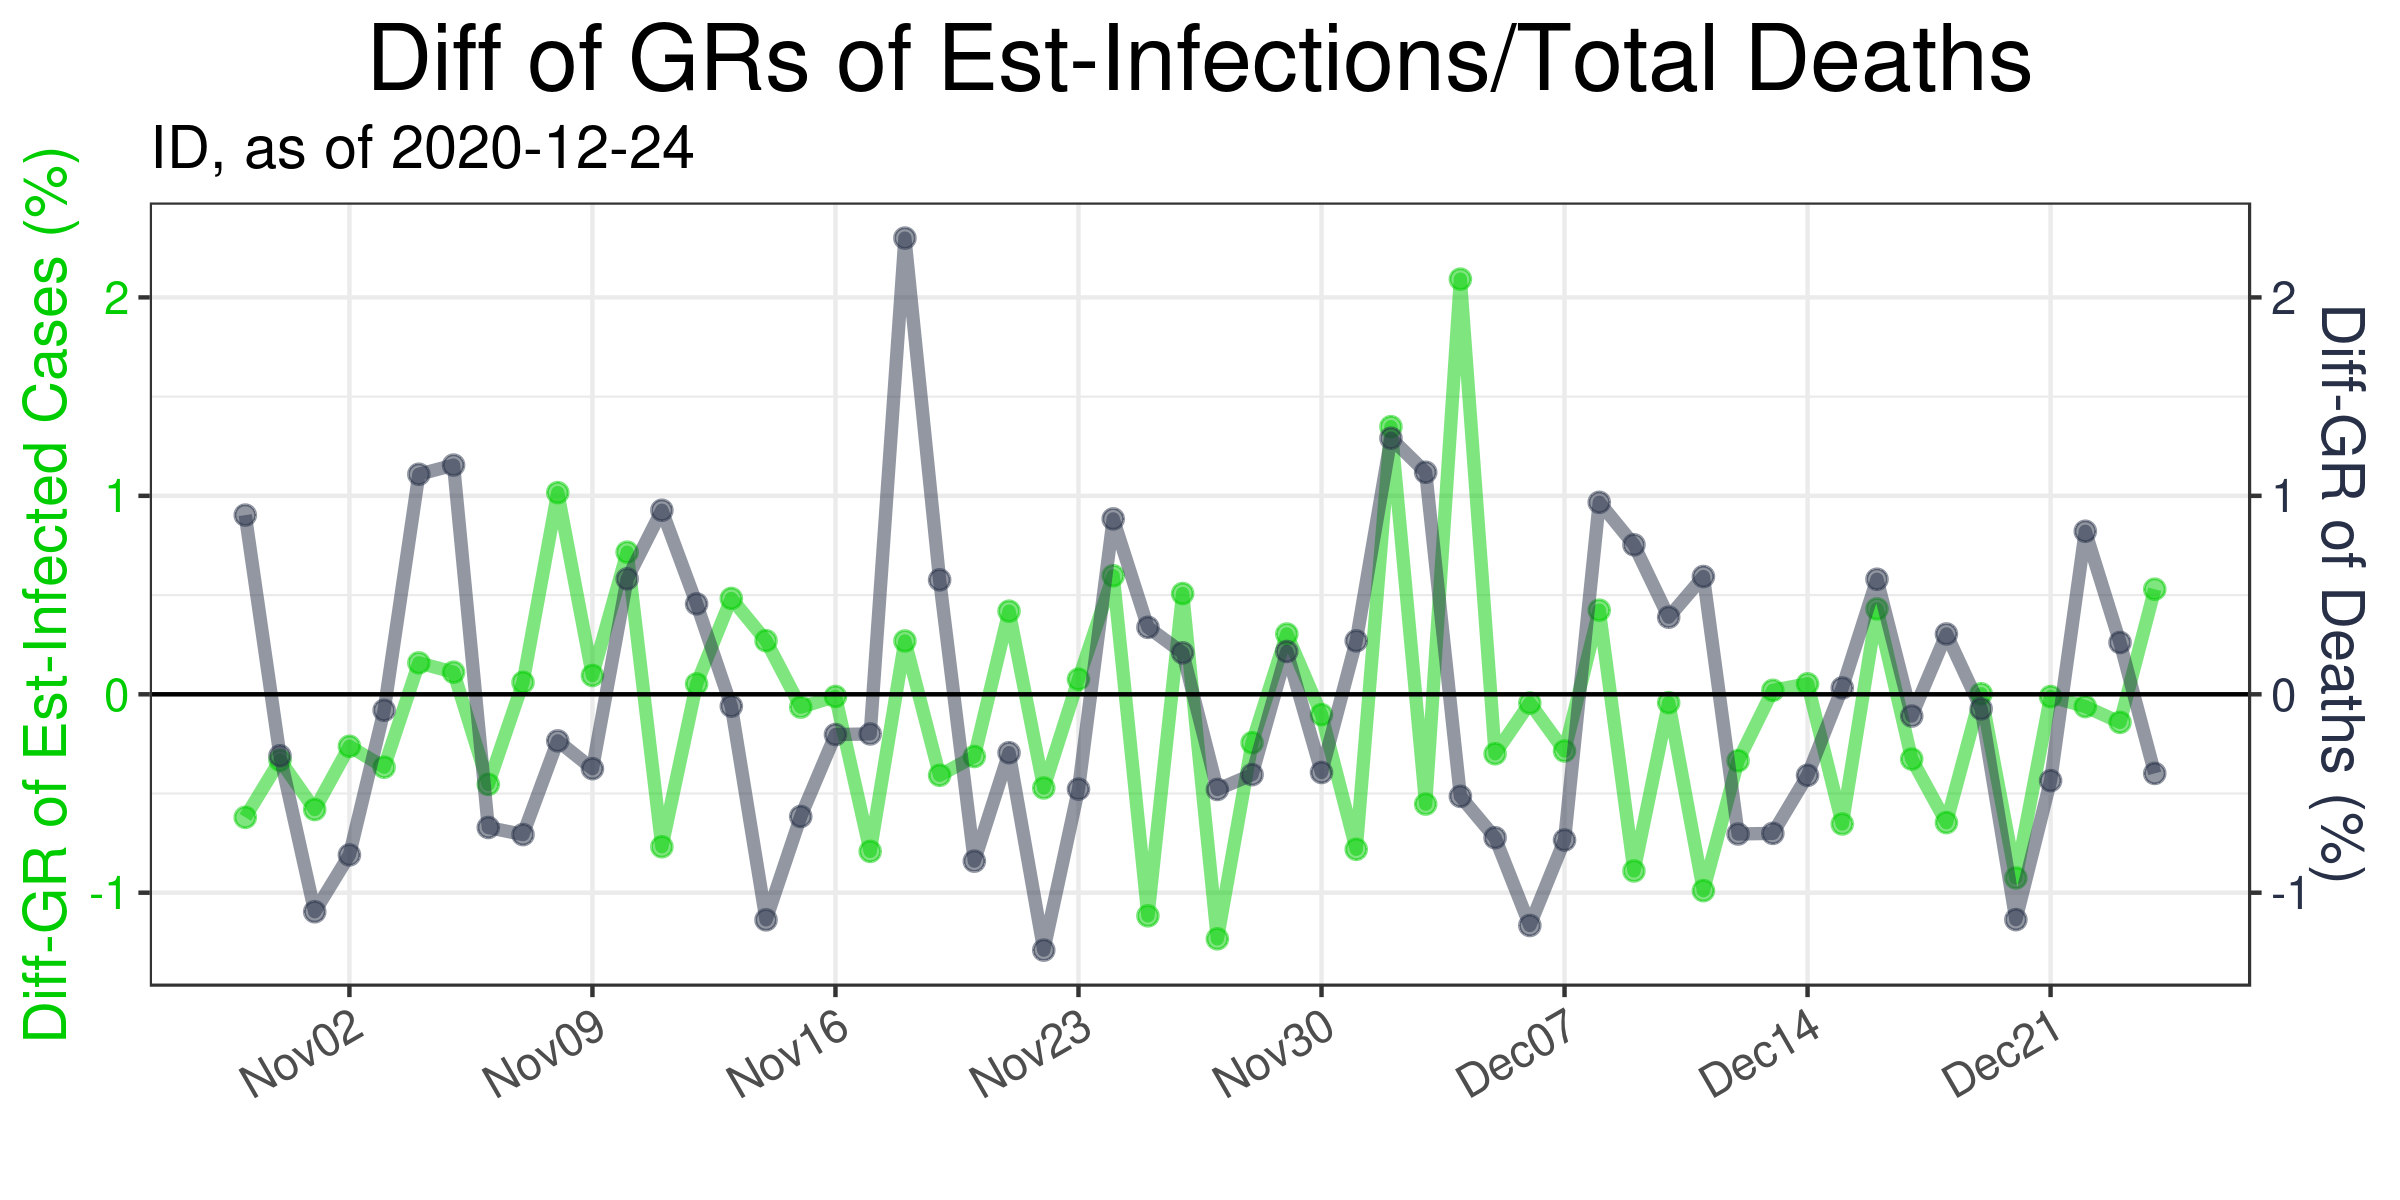 Diff of GRs of Est-Infections/Total Deaths
ID, as of 2020-12-24
Diff-GR of Est-Infected Cases (%)
2
1
0
-1
2
1
0
-1
Diff-GR of Deaths (%)
Nov02
Nov09
Nov16
Nov23
Nov30
Dec07
Dec14
Dec21